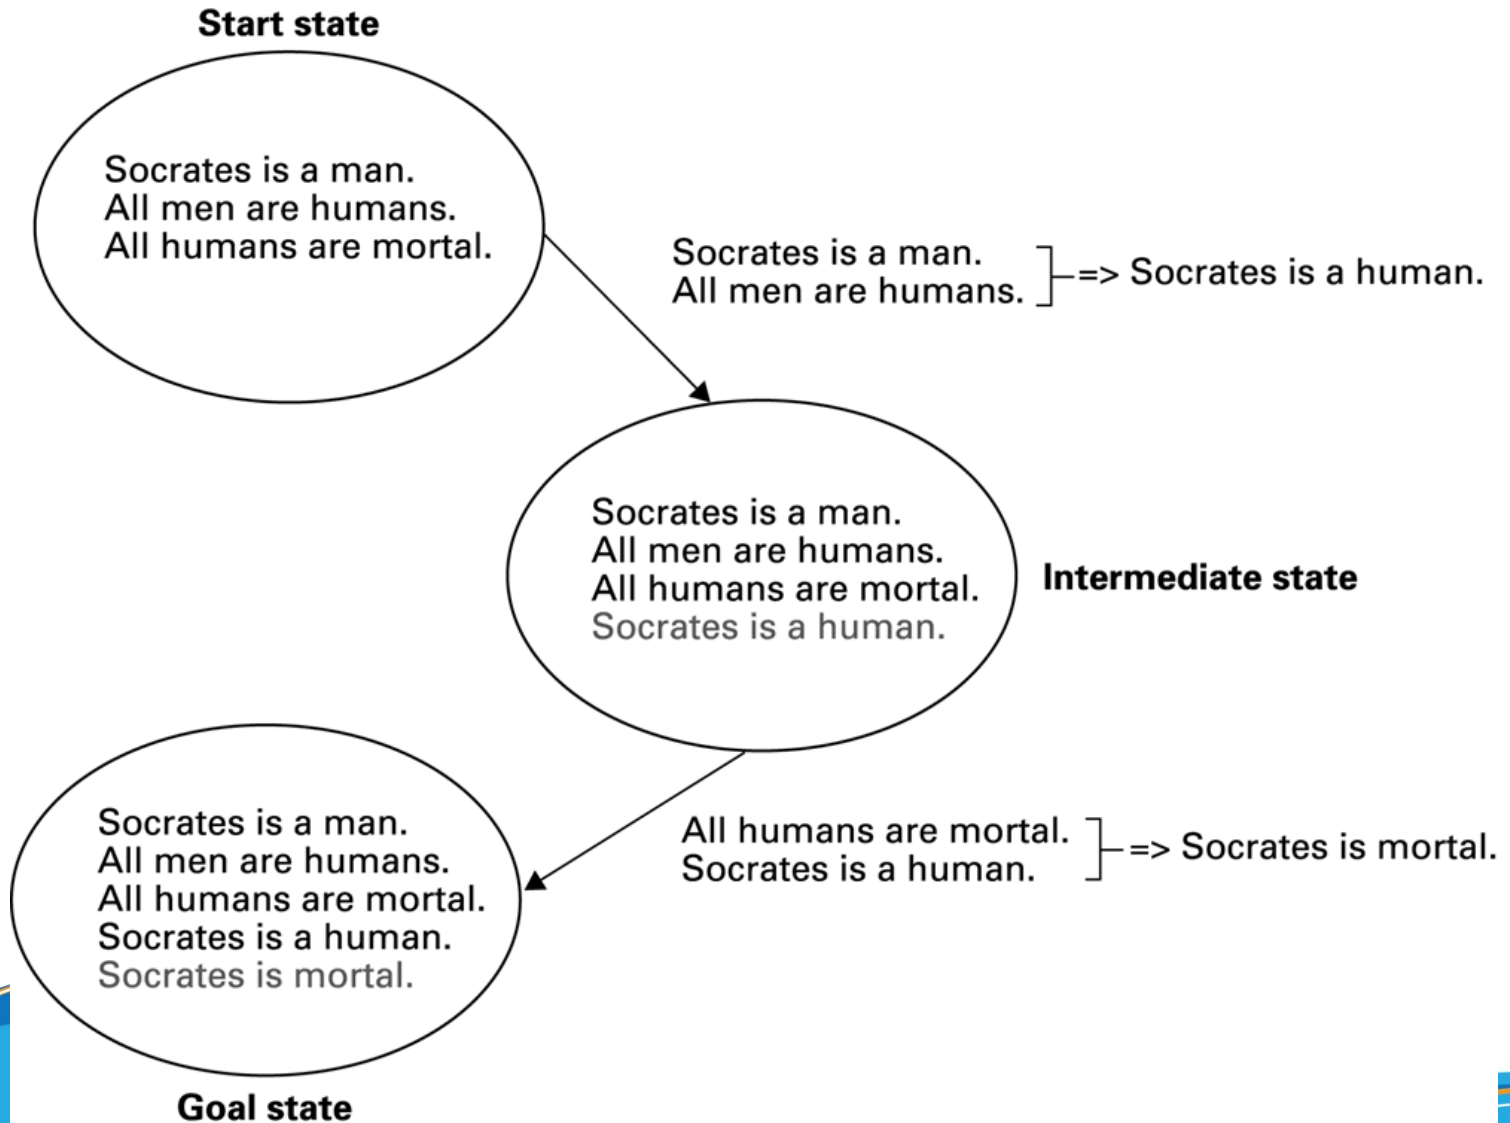 Start state
Socrates is a man.
All men are humans.
All humans are mortal.
Socrates is a man.
All men are humans.
=> Socrates is a human.
Socrates is a man.
All men are humans.
All humans are mortal.
Socrates is a human.
Intermediate state
All humans are mortal.
Socrates is a human.
=> Socrates is mortal.
Socrates is a man.
All men are humans.
All humans are mortal.
Socrates is a human.
Socrates is mortal.
Goal state